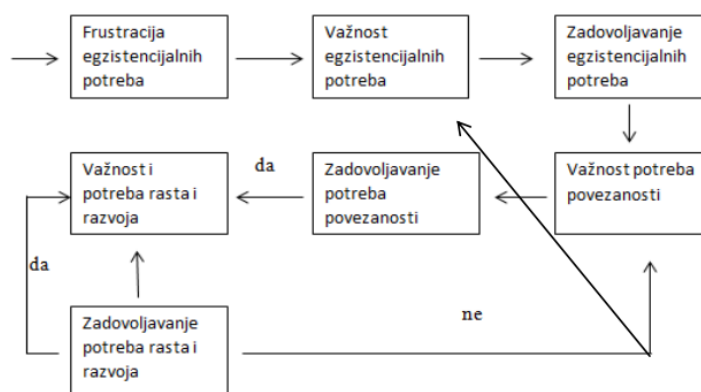 Frustracija
egzistencijalnih
potreba
Važnost
egzistencijalnih
potreba
Zadovoljavanje
egzistencijalnih
potreba
Važnost i
potreba rasta i
razvoja
da
Zadovoljavanje
potreba
povezanosti
Važnost potreba
povezanosti
da
Zadovoljavanje
potreba rasta i
razvoja
ne